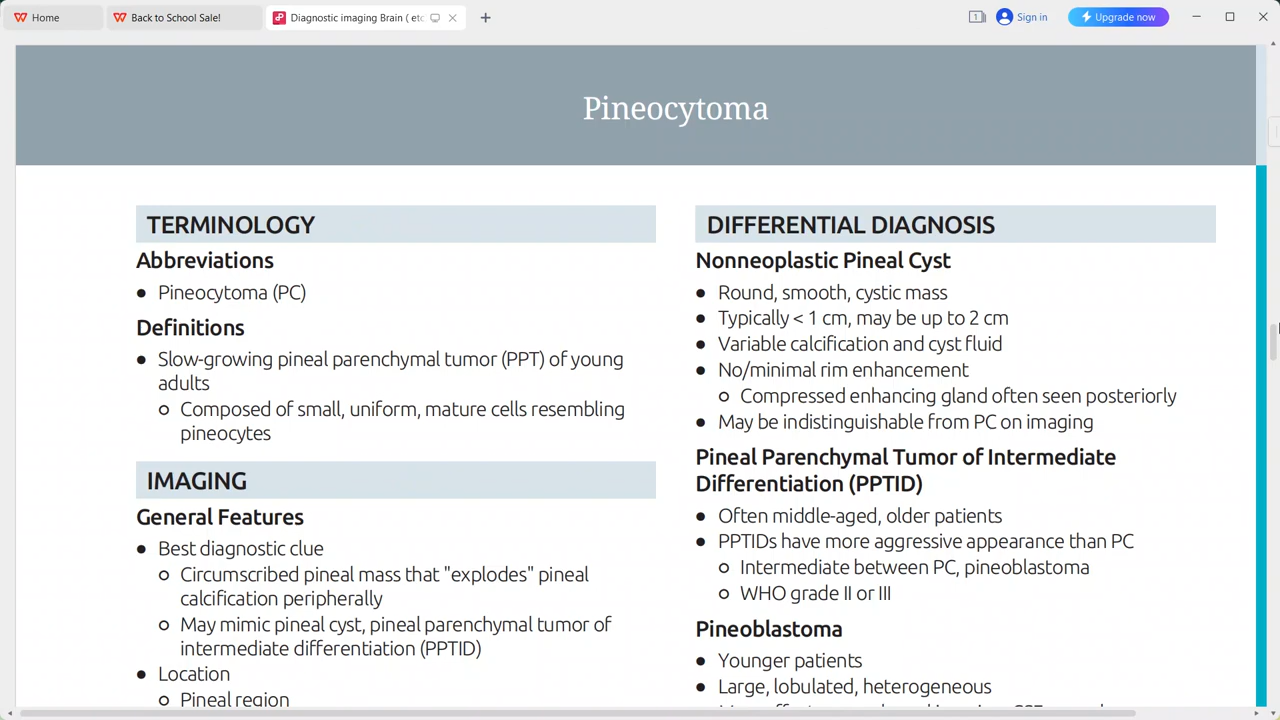 Home
Back to School Sale!
Diagnostic imaging Brain ( etc
1
Sign in
Upgrade now
Pineocytoma
TERMINOLOGY
Abbreviations
● Pineocytoma (PC)
Definitions
● Slow-growing pineal parenchymal tumor (PPT) of young
adults
○ Composed of small, uniform, mature cells resembling
pineocytes
IMAGING
General Features
● Best diagnostic clue
○ Circumscribed pineal mass that "explodes" pineal
calcification peripherally
○ May mimic pineal cyst, pineal parenchymal tumor of
intermediate differentiation (PPTID)
● Location
○ Pineal region
DIFFERENTIAL DIAGNOSIS
Nonneoplastic Pineal Cyst
● Round, smooth, cystic mass
● Typically < 1 cm, may be up to 2 cm
● Variable calcification and cyst fluid
● No/minimal rim enhancement
○ Compressed enhancing gland often seen posteriorly
● May be indistinguishable from PC on imaging
Pineal Parenchymal Tumor of Intermediate
Differentiation (PPTID)
● Often middle-aged, older patients
● PPTIDs have more aggressive appearance than PC
○ Intermediate between PC, pineoblastoma
○ WHO grade II or III
Pineoblastoma
● Younger patients
● Large, lobulated, heterogeneous